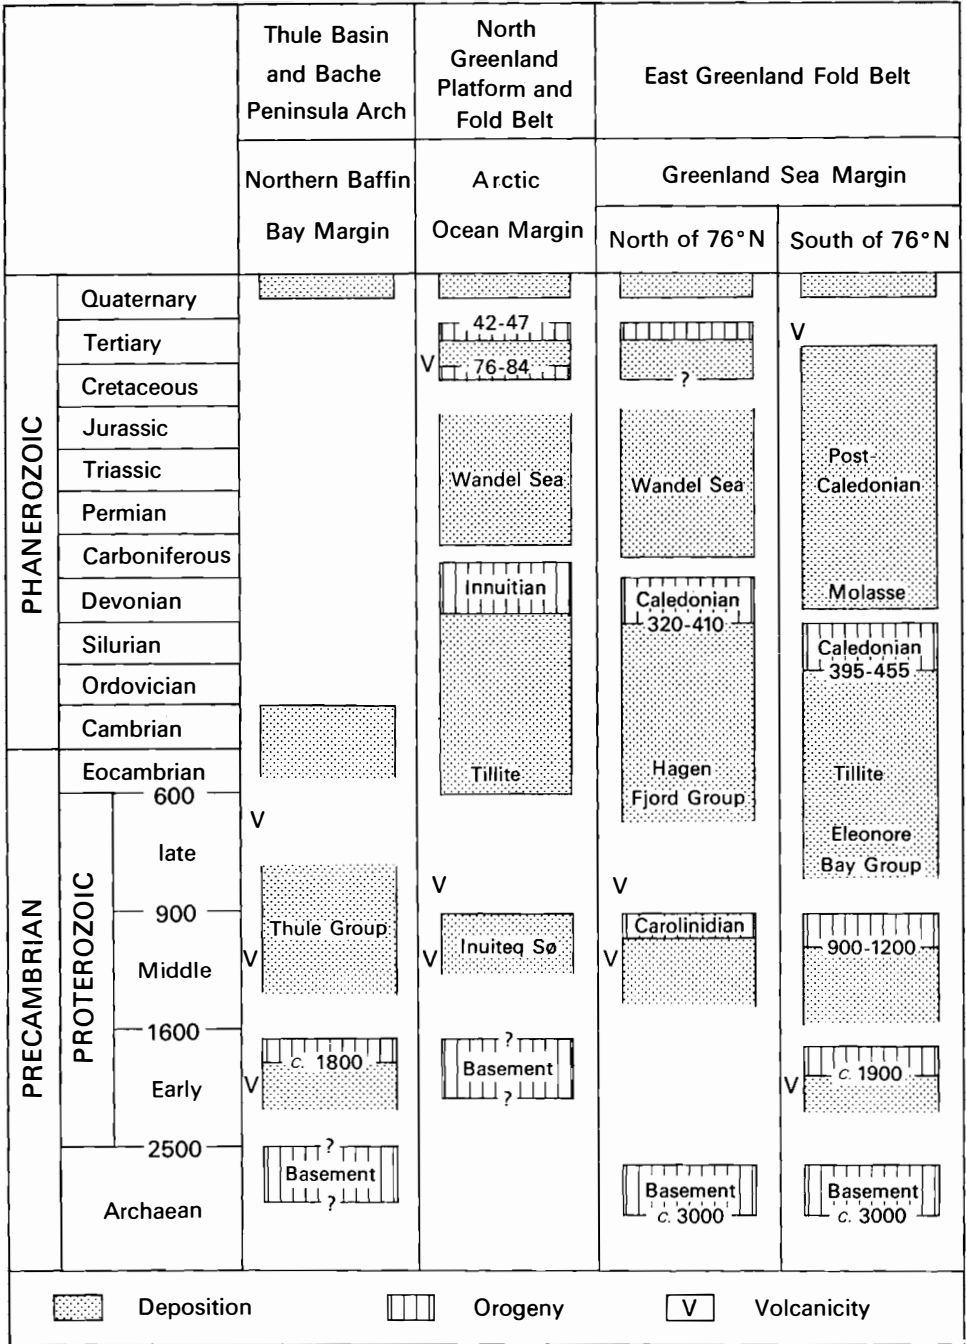 Thule Basin
and Bache
Peninsula Arch
North
Greenland
Platform and
Fold Belt
East Greenland Fold Belt
Northern Baffin
Bay Margin
Arctic
Ocean Margin
Greenland Sea Margin
North of 76°N
South of 76°N
PHANEROZOIC
Quaternary
Tertiary
Cretaceous
Jurassic
Triassic
Permian
Carboniferous
Devonian
Silurian
Ordovician
Cambrian
PRECAMBRIAN
Eocambrian
600
PROTEROZOIC
late
900
Middle
1600
Early
2500
Archaean
V
Thule Group
V
c. 1800
V
?
Basement
?
42-47
V
76-84
Wandel Sea
Innuitian
Tillite
V
Inuiteq Sø
V
?
Basement
?
?
Wandel Sea
Caledonian
320-410
Hagen
Fjord Group
V
Carolinidian
V
Basement
c. 3000
V
Post-
Caledonian
Molasse
Caledonian
395-455
Tillite
Eleonore
Bay Group
900-1200
c. 1900
V
Basement
c. 3000
Deposition
Orogeny
V Volcanicity